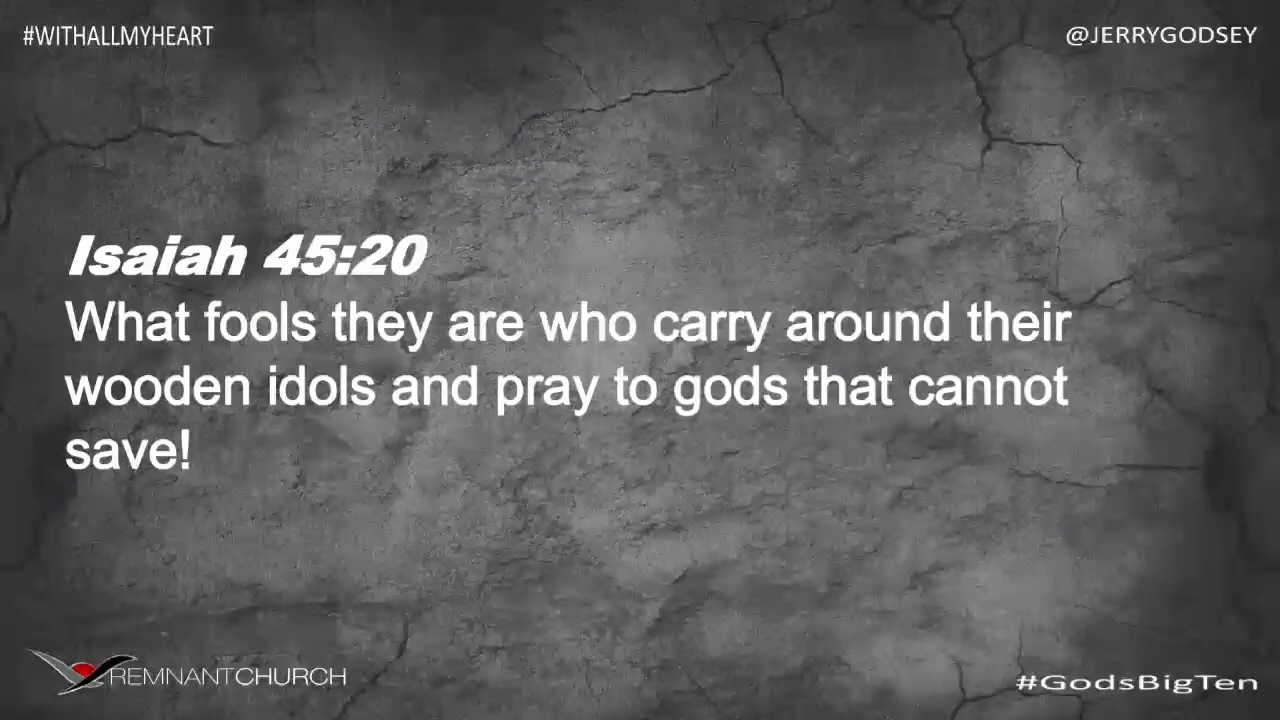 #WITHALLMYHEART
@JERRYGODSEY
Isaiah 45:20
What fools they are who carry around their
wooden idols and pray to gods that cannot
save!
REMNANTCHURCH
#GodsBigTen